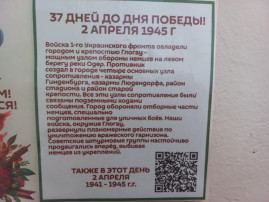 37 ДНЕЙ ДО ДНЯ ПОБЕДЫ!
2 АПРЕЛЯ 1945 Г
Войска 1-го Украинского фронта овладели
городом и крепостью Глогау -
мощным узлом обороны немцев на левом
берегу реки Одер. Противник
создал в городе четыре основных узла
сопротивления - казармы
Гинденбурга, казармы Людендорфа, район
стадиона и район старой
крепости. Все эти узлы сопротивления были
связаны подземными ходами
сообщения. Город обороняли отборные части
немцев, специально
подготовленные для уличных боёв. Наши
войска, окружив Глогау,
развернули планомерные действия по
уничтожению вражеского гарнизона.
Советские штурмовые группы настойчиво
продвигались вперёд, выбивая
немцев из укреплений.
ТАКЖЕ В ЭТОТ ДЕНЬ
2 АПРЕЛЯ
1941 - 1945 г.г.